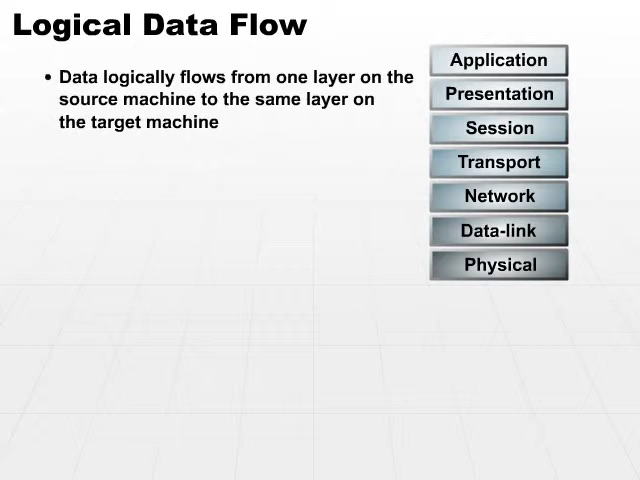 Logical Data Flow
• Data logically flows from one layer on the
source machine to the same layer on
the target machine
Application
Presentation
Session
Transport
Network
Data-link
Physical